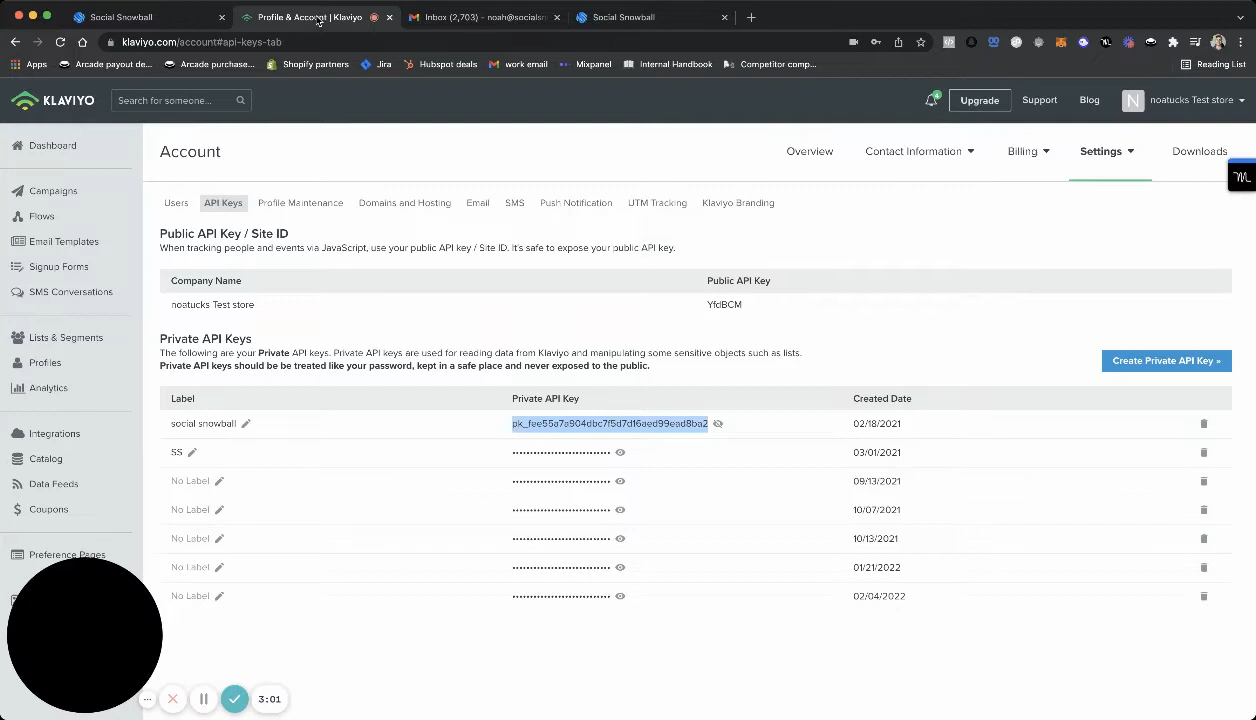 Social Snowball
Profile & Account | Klaviyo
Inbox (2,703) – noah@socialsn
Social Snowball
klaviyo.com/account#api-keys-tab
Apps
Arcade payout de...
Arcade purchase...
Shopify partners
Jira
Hubspot deals
work email
Mixpanel
Internal Handbook
Competitor comp...
Reading List
KLAVIYO
Search for someone...
4
Upgrade
Support
Blog
N
noatucks Test store
Dashboard
Campaigns
Flows
Email Templates
Signup Forms
SMS Conversations
Lists & Segments
Profiles
Analytics
Integrations
Catalog
Data Feeds
Coupons
Preference Pages
Account
Overview
Contact Information
Billing
Settings
Downloads
Users
API Keys
Profile Maintenance
Domains and Hosting
Email
SMS
Push Notification
UTM Tracking
Klaviyo Branding
Public API Key / Site ID
When tracking people and events via JavaScript, use your public API key / Site ID. It's safe to expose your public API key.
Company Name
Public API Key
noatucks Test store
YfdBCM
Private API Keys
The following are your Private API keys. Private API keys are used for reading data from Klaviyo and manipulating some sensitive objects such as lists.
Private API keys should be be treated like your password, kept in a safe place and never exposed to the public.
Create Private API Key »
Label
Private API Key
Created Date
social snowball
pk_fee55a7a904dbc7f5d7d16aed99ead8ba2
02/18/2021
SS
•••••••••••••••••••••••••••
03/01/2021
No Label
•••••••••••••••••••••••••••
09/13/2021
No Label
•••••••••••••••••••••••••••
10/07/2021
No Label
•••••••••••••••••••••••••••
10/13/2021
No Label
•••••••••••••••••••••••••••
01/21/2022
No Label
•••••••••••••••••••••••••••
02/04/2022
3:01